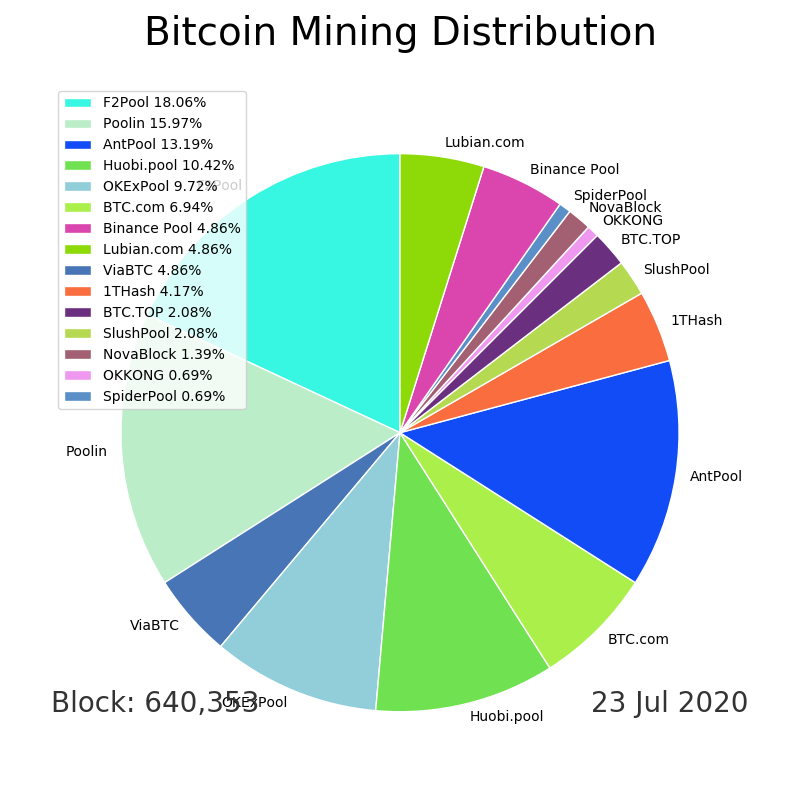 Bitcoin Mining Distribution
F2Pool 18.06%
Poolin 15.97%
AntPool 13.19%
Huobi.pool 10.42%
OKExPool 9.72%
BTC.com 6.94%
Binance Pool 4.86%
Lubian.com 4.86%
ViaBTC 4.86%
1THash 4.17%
BTC.TOP 2.08%
SlushPool 2.08%
NovaBlock 1.39%
OKKONG 0.69%
SpiderPool 0.69%
Lubian.com
Binance Pool
SpiderPool
NovaBlock
OKKONG
BTC.TOP
SlushPool
1THash
AntPool
BTC.com
Huobi.pool
OKExPool
ViaBTC
Poolin
Block: 640,353
23 Jul 2020